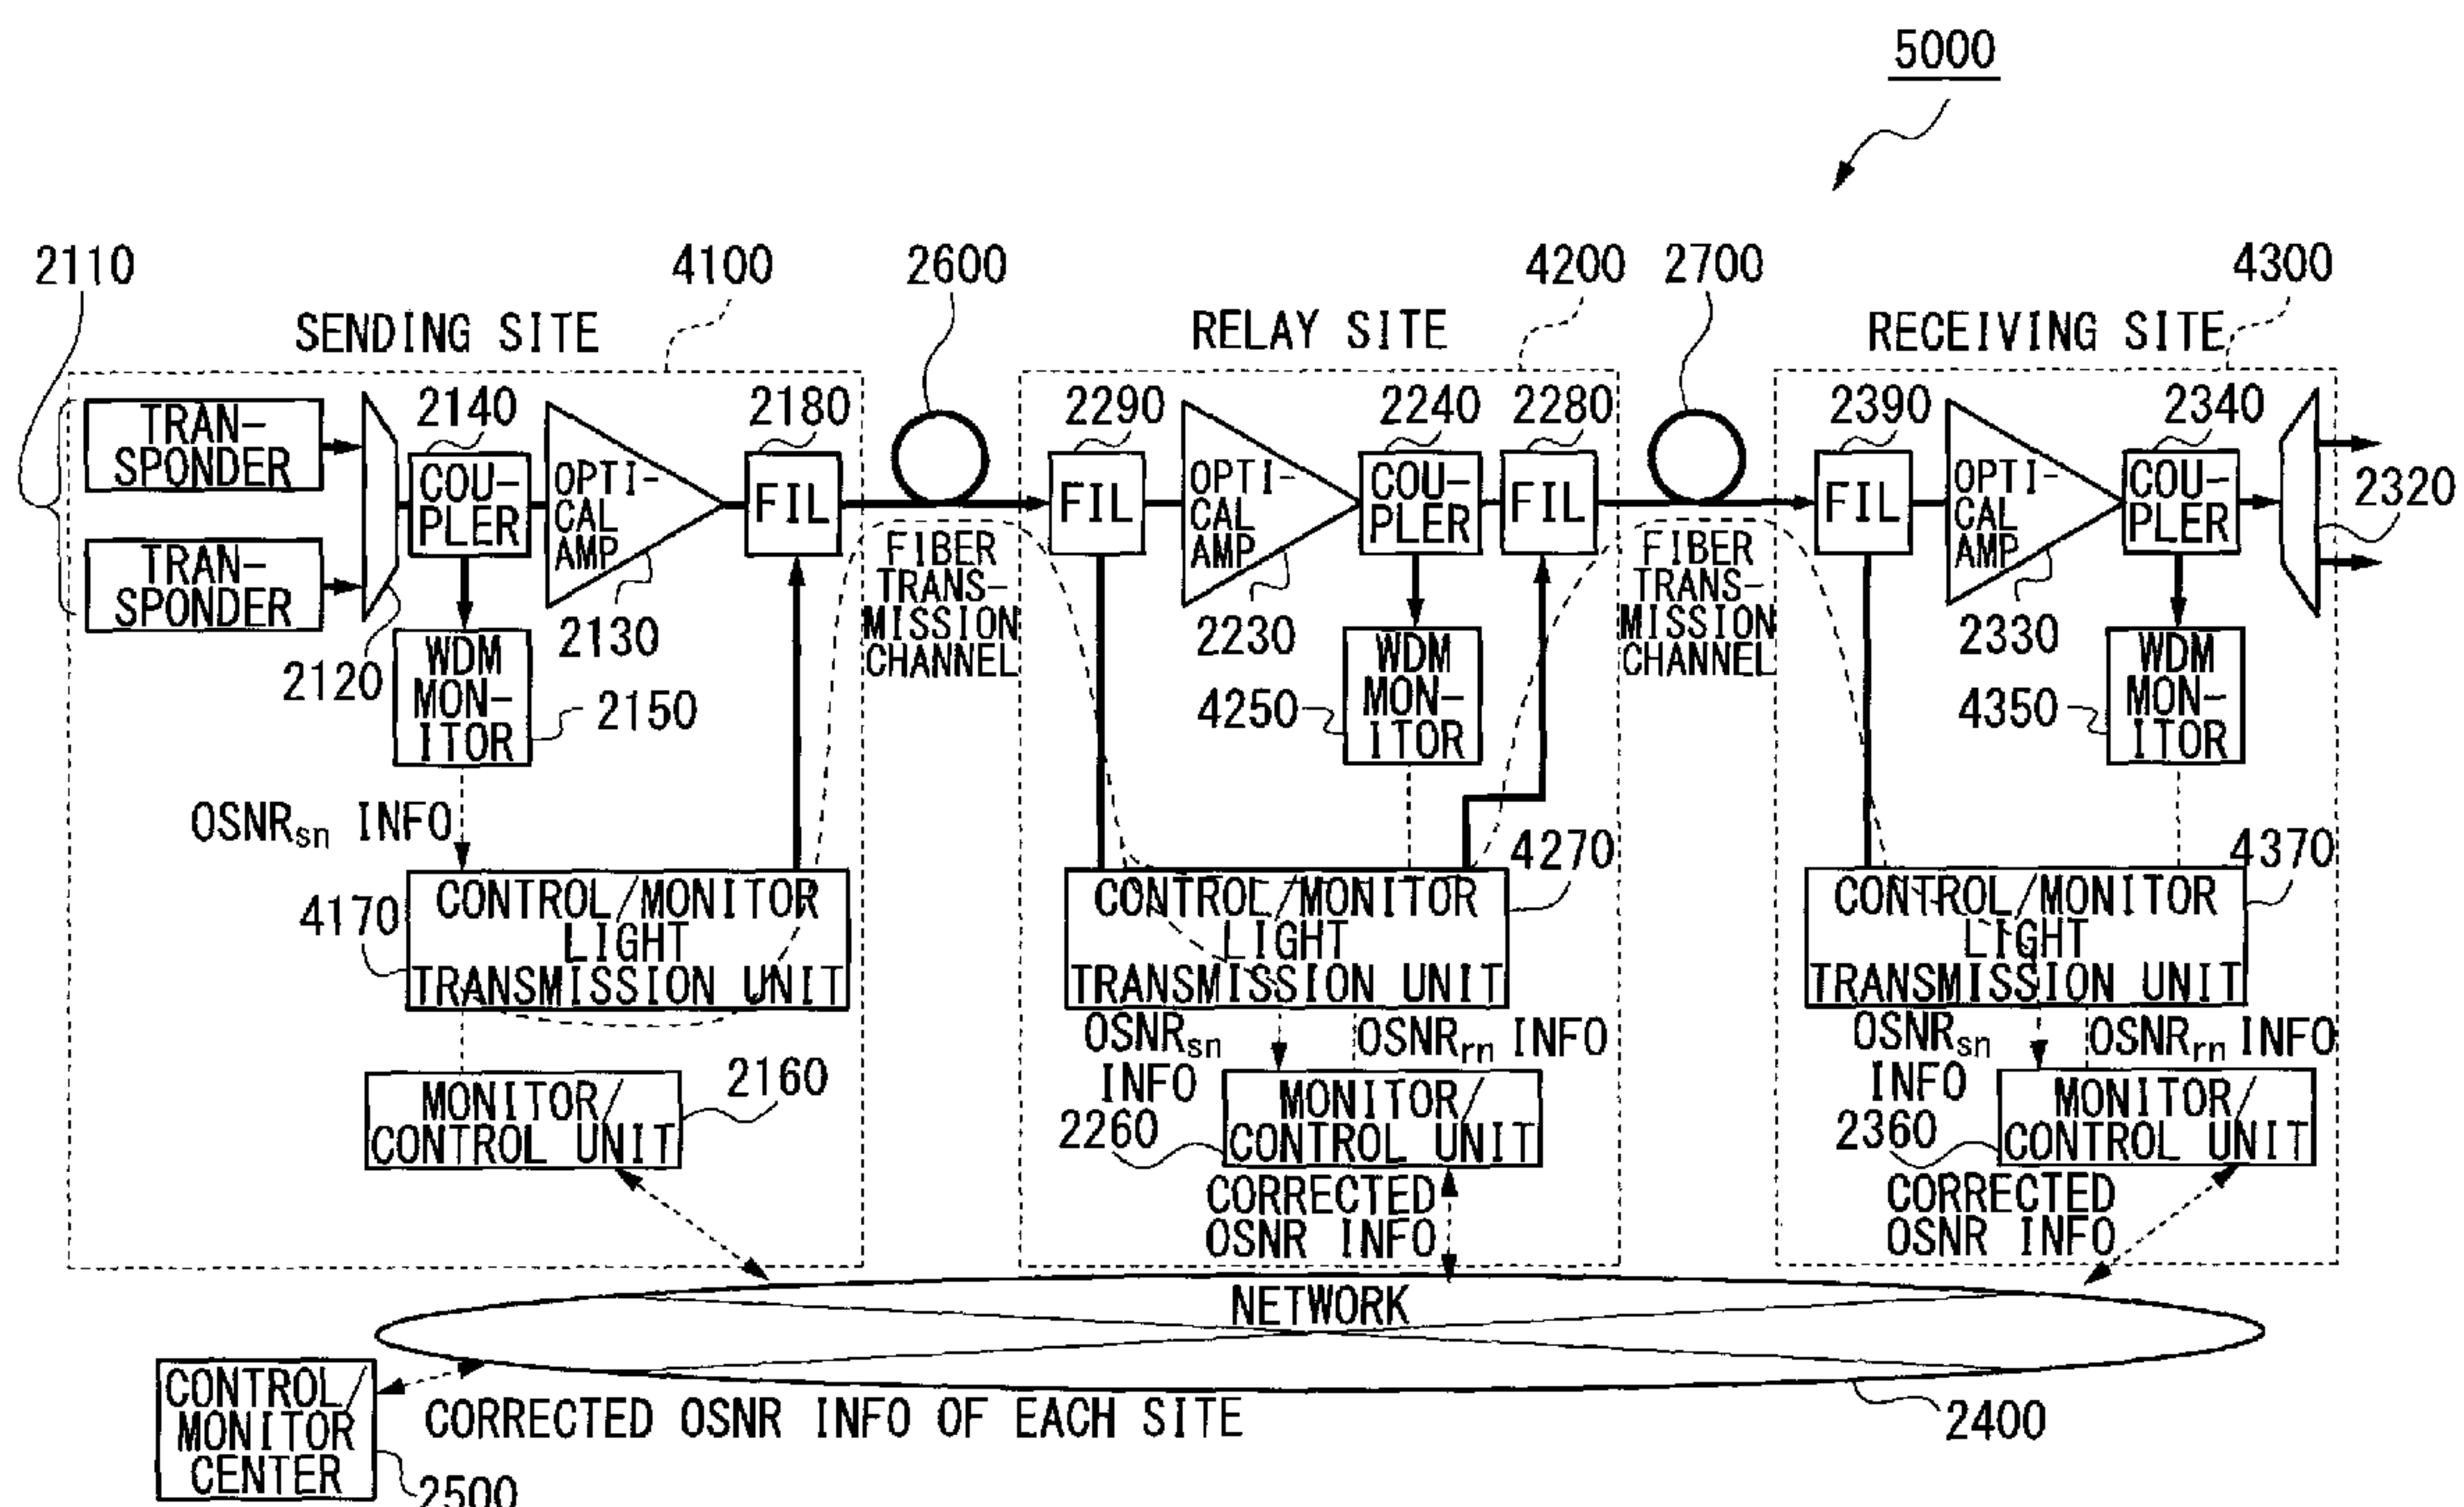 5000
2110
4100
2600
4200
2700
4300
SENDING SITE
RELAY SITE
RECEIVING SITE
TRAN-
SPONDER
TRAN-
SPONDER
2120
2140
COU-
PLER
OPTI-
CAL
AMP
2130
2180
FIL
WDM
MON-
ITOR
2150
OSNRsn INFO
4170
CONTROL/MONITOR
LIGHT
TRANSMISSION UNIT
MONITOR/
CONTROL UNIT
2160
FIBER
TRANS-
MISSION
CHANNEL
2290
FIL
OPTI-
CAL
AMP
2230
2240
COU-
PLER
2280
FIL
4250
WDM
MON-
ITOR
4270
CONTROL/MONITOR
LIGHT
TRANSMISSION UNIT
OSNRsn
INFO
OSNRrn INFO
2260
MONITOR/
CONTROL UNIT
CORRECTED
OSNR INFO
FIBER
TRANS-
MISSION
CHANNEL
2390
FIL
OPTI-
CAL
AMP
2330
2340
COU-
PLER
2320
4350
WDM
MON-
ITOR
4370
CONTROL/MONITOR
LIGHT
TRANSMISSION UNIT
OSNRsn
INFO
OSNRrn INFO
2360
MONITOR/
CONTROL UNIT
CORRECTED
OSNR INFO
NETWORK
2400
CONTROL/
MONITOR
CENTER
2500
CORRECTED OSNR INFO OF EACH SITE